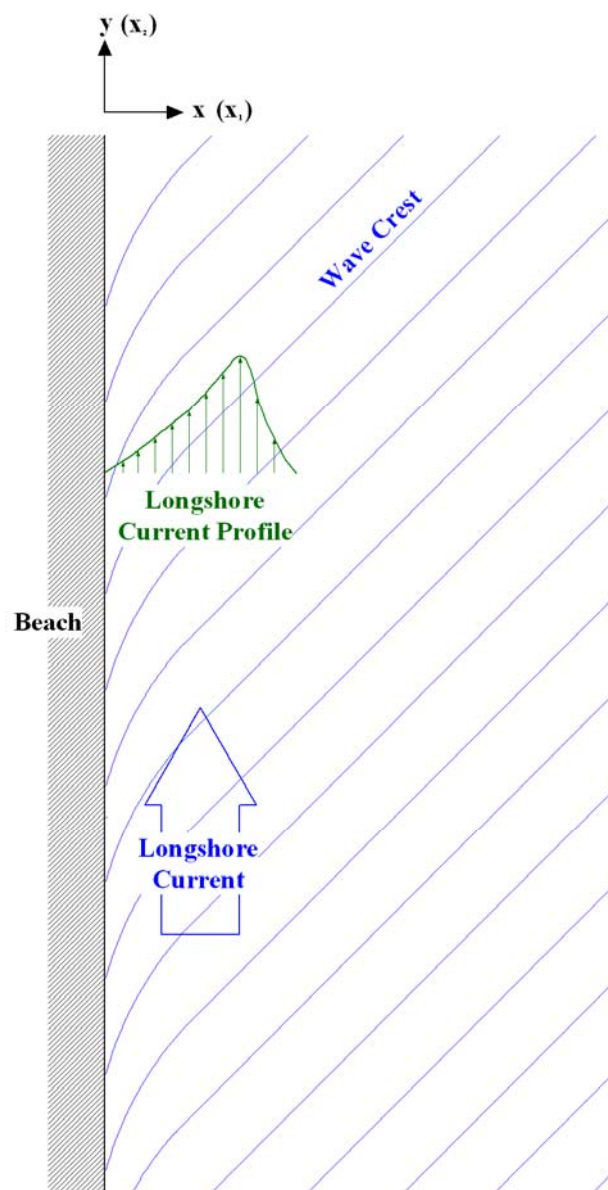 y (x₂)
x (x₁)
Wave Crest
Longshore
Current Profile
Beach
Longshore
Current